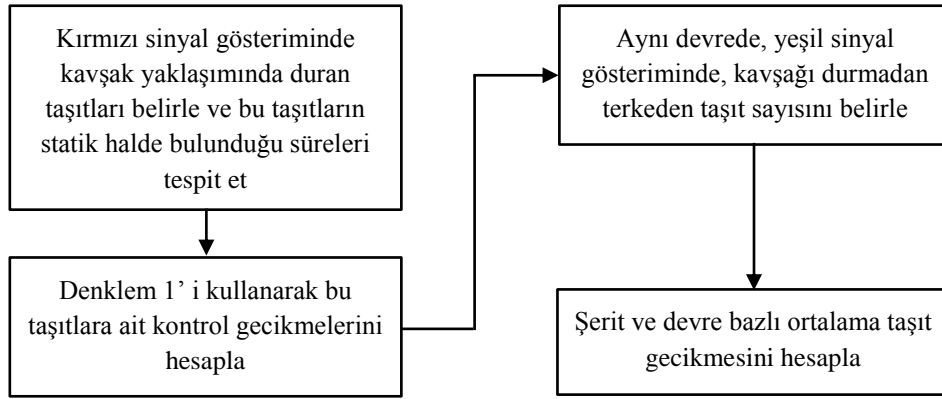 Kırmızı sinyal gösteriminde
kavşak yaklaşımında duran
taşıtları belirle ve bu taşıtların
statik halde bulunduğu süreleri
tespit et
Denklem 1’ i kullanarak bu
taşıtlara ait kontrol gecikmelerini
hesapla
Aynı devrede, yeşil sinyal
gösteriminde, kavşağı durmadan
terkeden taşıt sayısını belirle
Şerit ve devre bazlı ortalama taşıt
gecikmesini hesapla